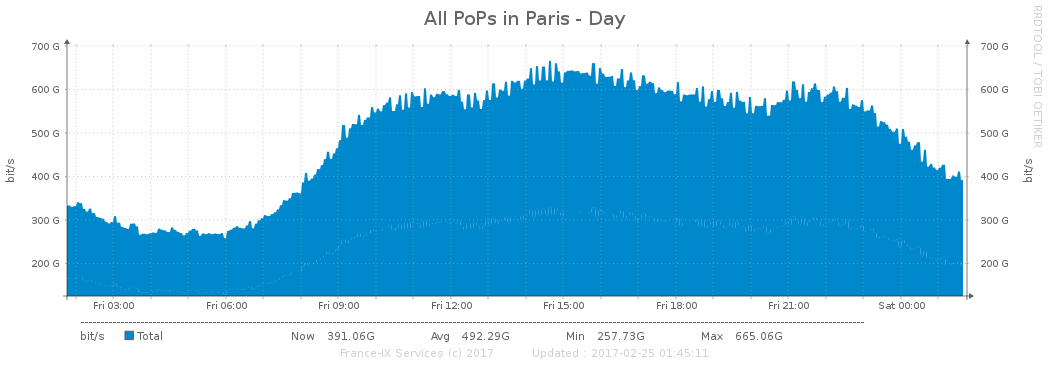 All PoPs in Paris - Day
RRDTOOL / TOBI OETIKER
700 G 700 G
600 G 600 G
500 G 500 G
400 G 400 G
300 G 300 G
200 G 200 G
bit/s bit/s
Fri 03:00 Fri 06:00 Fri 09:00 Fri 12:00 Fri 15:00 Fri 18:00 Fri 21:00 Sat 00:00
bit/s Total Now 391.06G Avg 492.29G Min 257.73G Max 665.06G
France-IX Services (c) 2017 Updated : 2017-02-25 01:45:11